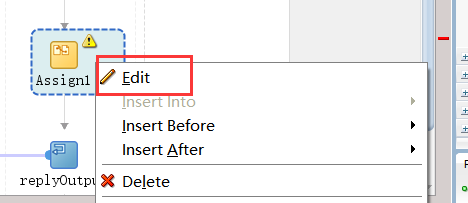 Assign1
Edit
Insert Into
Insert Before
Insert After
replyOutpu
Delete